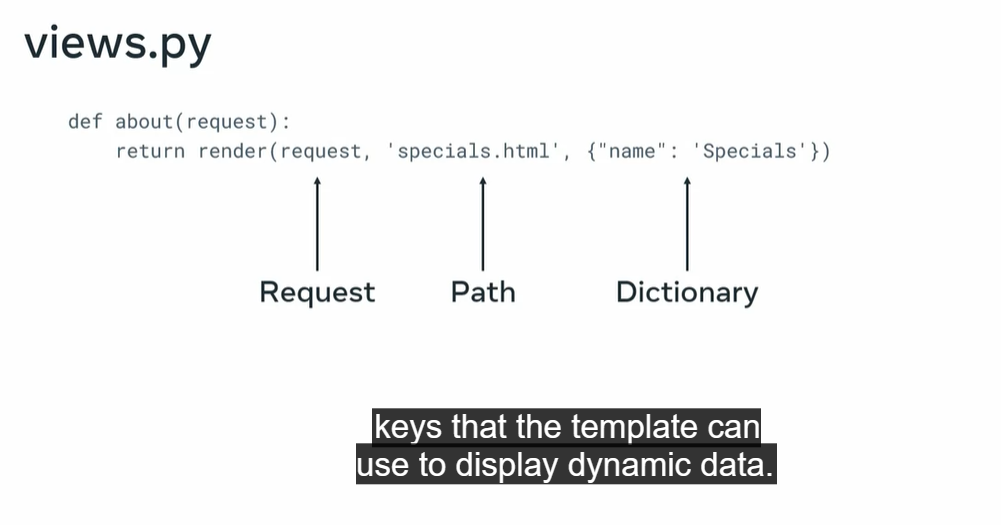 views.py
def about(request):
    return render(request, 'specials.html', {"name": 'Specials'})
Request Path Dictionary
keys that the template can
use to display dynamic data.